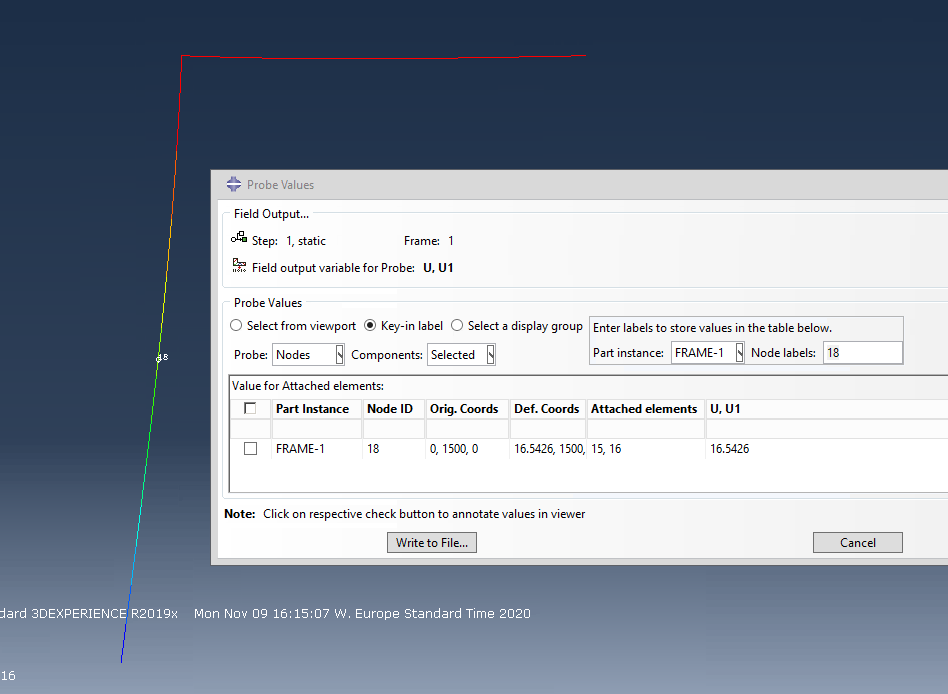 Probe Values
Field Output...
Step: 1, static Frame: 1
Field output variable for Probe: U, U1
Probe Values
Select from viewport Key-in label Select a display group
Enter labels to store values in the table below.
Probe: Nodes Components: Selected Part instance: FRAME-1 Node labels: 18
18
Value for Attached elements:
Part Instance Node ID Orig. Coords Def. Coords Attached elements U, U1
FRAME-1 18 0, 1500, 0 16.5426, 1500, 15, 16 16.5426
Note: Click on respective check button to annotate values in viewer
Write to File... Cancel
dard 3DEXPERIENCE R2019x Mon Nov 09 16:15:07 W. Europe Standard Time 2020
16